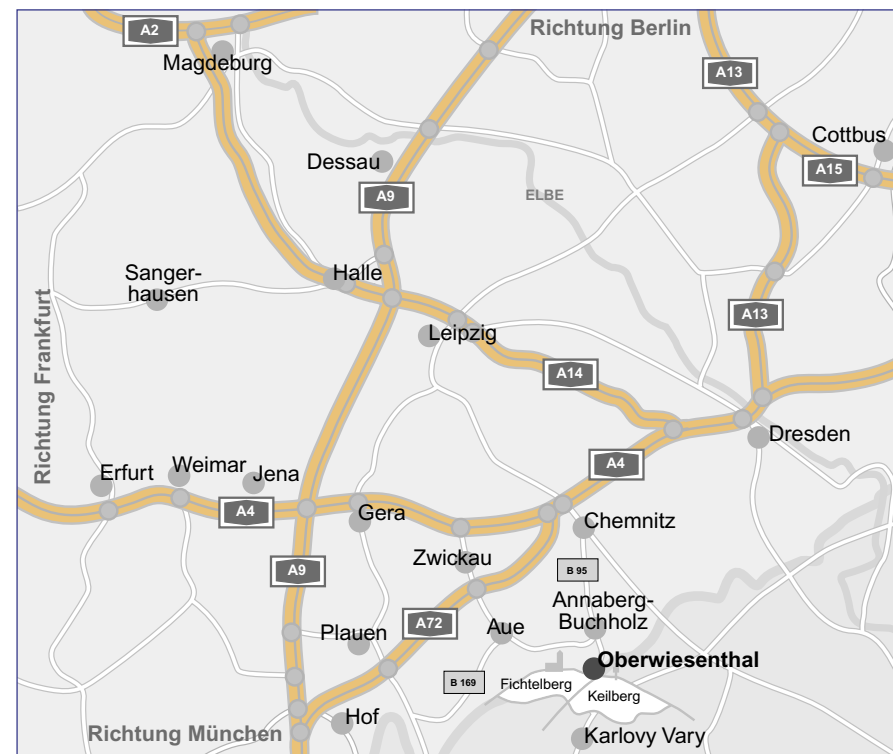 A2
Richtung Berlin
Magdeburg
A13
Cottbus
Dessau
A15
A9
ELBE
Sanger-
hausen
Halle
A13
Leipzig
Richtung Frankfurt
A14
Dresden
Erfurt
Weimar
Jena
A4
A4
Gera
Chemnitz
Zwickau
A9
B 95
Annaberg-
Buchholz
A72
Aue
Plauen
Oberwiesenthal
B 169
Fichtelberg
Keilberg
Hof
Richtung München
Karlovy Vary